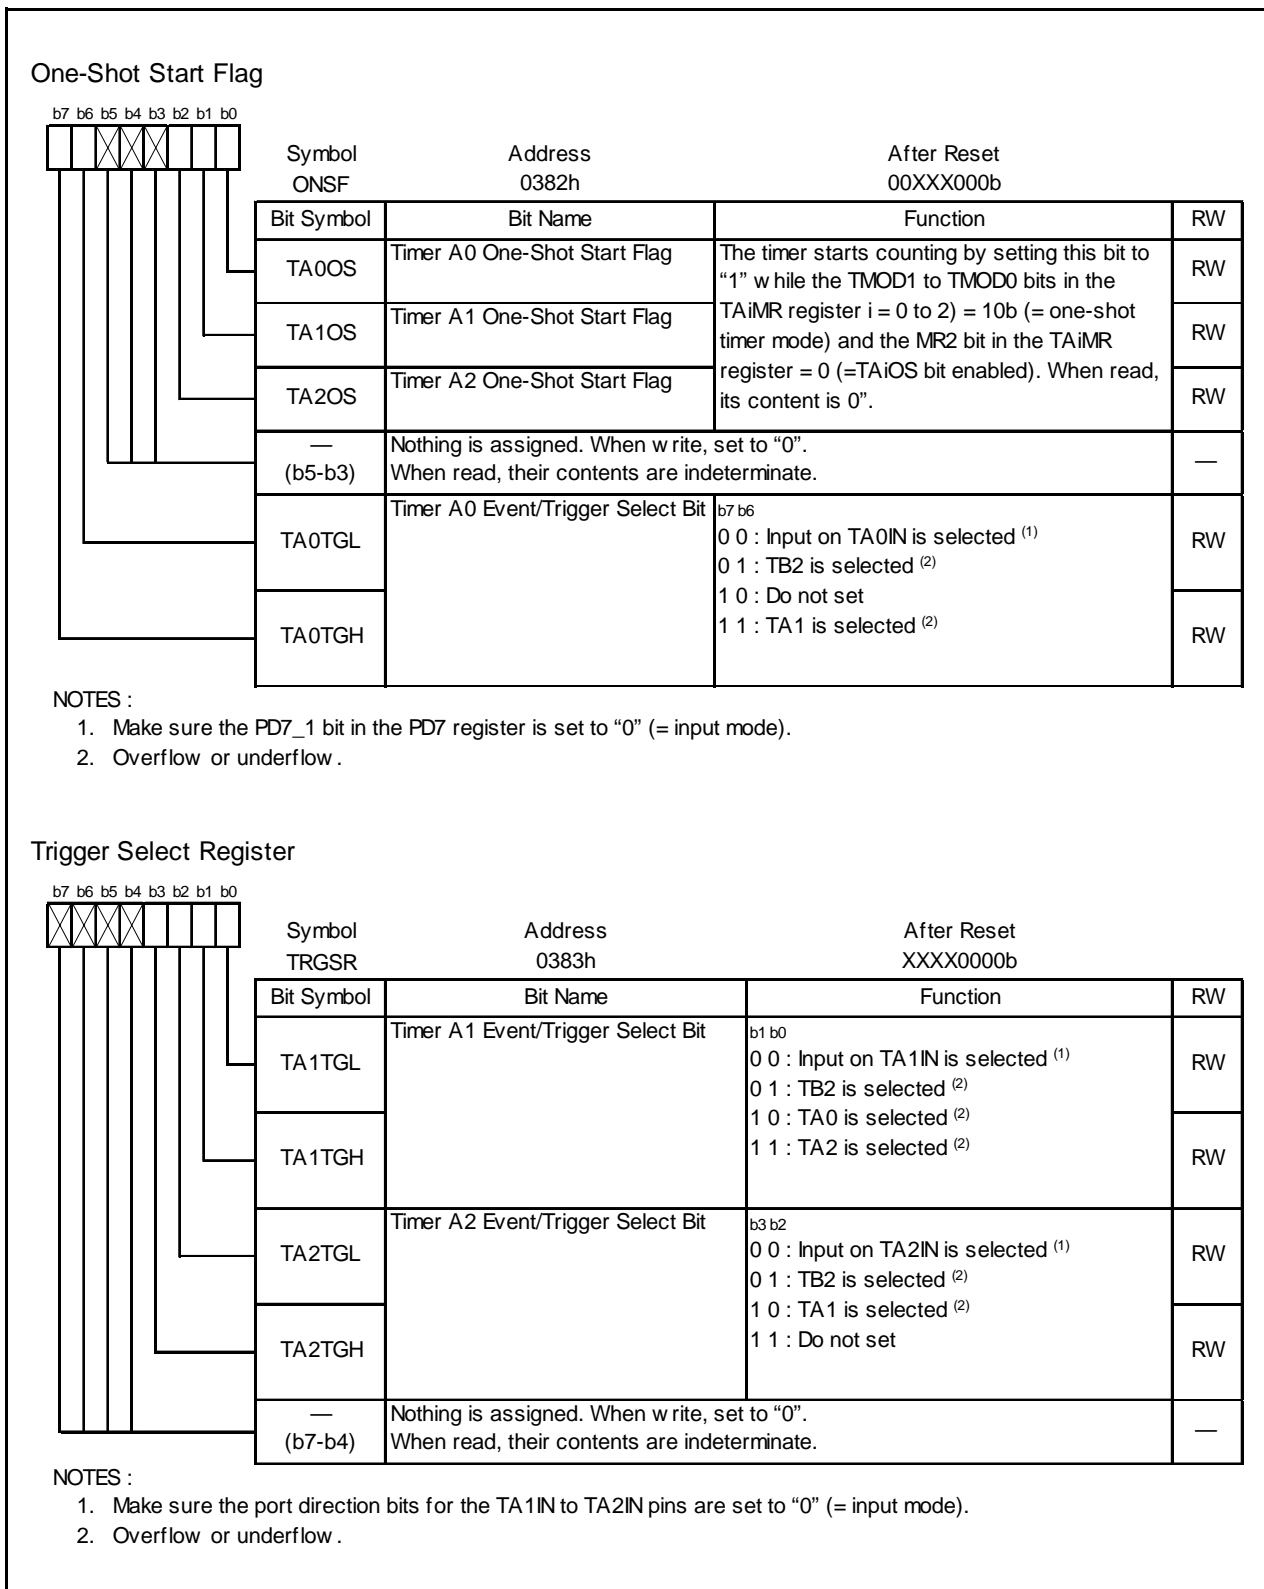 One-Shot Start Flag
b7 b6 b5 b4 b3 b2 b1 b0
Symbol Address After Reset
ONSF 0382h 00XXX000b
Bit Symbol Bit Name Function RW
TA0OS Timer A0 One-Shot Start Flag RW
TA1OS Timer A1 One-Shot Start Flag RW
TA2OS Timer A2 One-Shot Start Flag RW
The timer starts counting by setting this bit to
“1” while the TMOD1 to TMOD0 bits in the
TAiMR register i = 0 to 2) = 10b (= one-shot
timer mode) and the MR2 bit in the TAiMR
register = 0 (=TAiOS bit enabled). When read,
its content is 0”.
— Nothing is assigned. When write, set to “0”. —
(b5-b3) When read, their contents are indeterminate.
TA0TGL Timer A0 Event/Trigger Select Bit b7 b6 RW
0 0 : Input on TA0IN is selected (1)
0 1 : TB2 is selected (2)
1 0 : Do not set
TA0TGH 1 1 : TA1 is selected (2) RW
NOTES :
1. Make sure the PD7_1 bit in the PD7 register is set to “0” (= input mode).
2. Overflow or underflow.
Trigger Select Register
b7 b6 b5 b4 b3 b2 b1 b0
Symbol Address After Reset
TRGSR 0383h XXXX0000b
Bit Symbol Bit Name Function RW
TA1TGL Timer A1 Event/Trigger Select Bit b1 b0 RW
0 0 : Input on TA1IN is selected (1)
0 1 : TB2 is selected (2)
1 0 : TA0 is selected (2)
TA1TGH 1 1 : TA2 is selected (2) RW
TA2TGL Timer A2 Event/Trigger Select Bit b3 b2 RW
0 0 : Input on TA2IN is selected (1)
0 1 : TB2 is selected (2)
1 0 : TA1 is selected (2)
TA2TGH 1 1 : Do not set RW
— Nothing is assigned. When write, set to “0”. —
(b7-b4) When read, their contents are indeterminate.
NOTES :
1. Make sure the port direction bits for the TA1IN to TA2IN pins are set to “0” (= input mode).
2. Overflow or underflow.